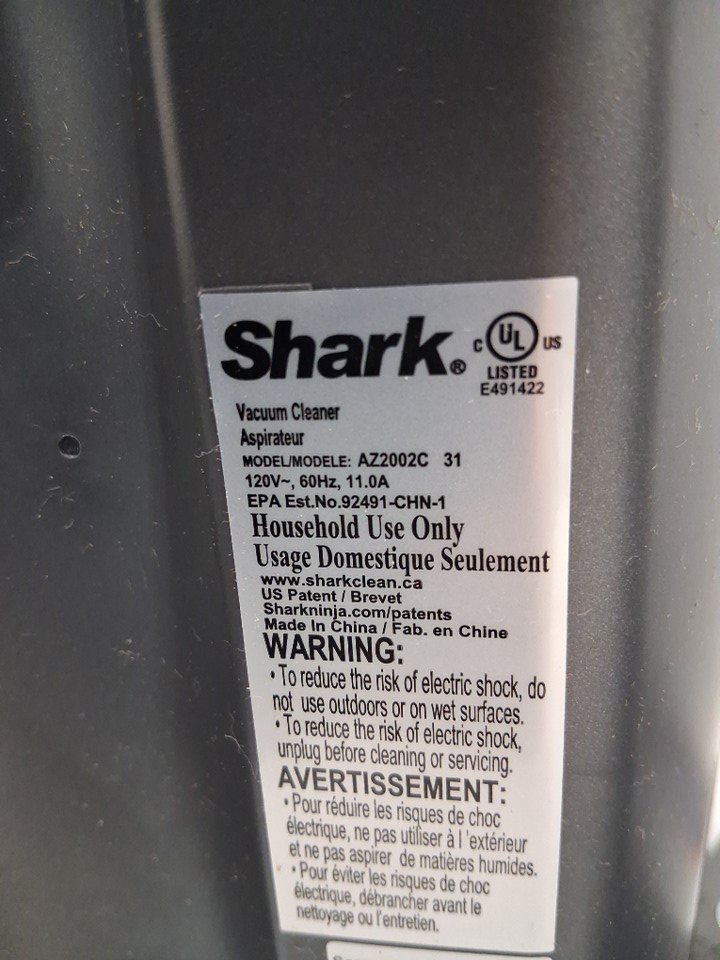 Shark®
C UL US
LISTED
E491422
Vacuum Cleaner
Aspirateur
MODEL/MODELE: AZ2002C 31
120V~, 60Hz, 11.0A
EPA Est.No.92491-CHN-1
Household Use Only
Usage Domestique Seulement
www.sharkclean.ca
US Patent / Brevet
Sharkninja.com/patents
Made In China / Fab. en Chine
WARNING:
• To reduce the risk of electric shock, do
not use outdoors or on wet surfaces.
• To reduce the risk of electric shock,
unplug before cleaning or servicing.
AVERTISSEMENT:
• Pour réduire les risques de choc
électrique, ne pas utiliser à l 'extérieur
et ne pas aspirer de matières humides.
• Pour éviter les risques de choc
électrique, débrancher avant le
nettoyage ou l'entretien.